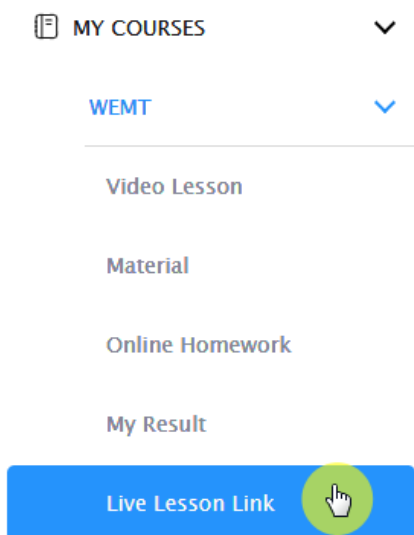 MY COURSES
WEMT
Video Lesson
Material
Online Homework
My Result
Live Lesson Link